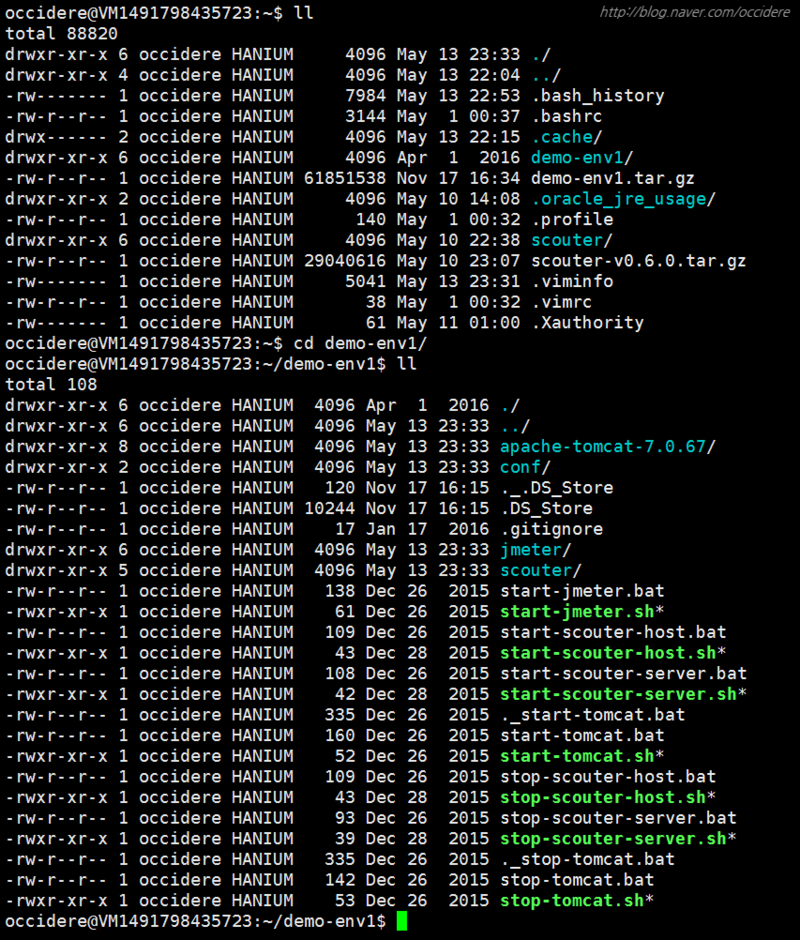 http://blog.naver.com/occidere
occidere@VM1491798435723:~$ ll
total 88820
drwxr-xr-x 6 occidere HANIUM     4096 May 13 23:33 ./
drwxr-xr-x 4 occidere HANIUM     4096 May 13 22:04 ../
-rw------- 1 occidere HANIUM     7984 May 13 22:53 .bash_history
-rw-r--r-- 1 occidere HANIUM     3144 May  1 00:37 .bashrc
drwx------ 2 occidere HANIUM     4096 May 13 22:15 .cache/
drwxr-xr-x 6 occidere HANIUM     4096 Apr  1  2016 demo-env1/
-rw-r--r-- 1 occidere HANIUM 61851538 Nov 17 16:34 demo-env1.tar.gz
drwxr-xr-x 2 occidere HANIUM     4096 May 10 14:08 .oracle_jre_usage/
-rw-r--r-- 1 occidere HANIUM      140 May  1 00:32 .profile
drwxr-xr-x 6 occidere HANIUM     4096 May 10 22:38 scouter/
-rw-r--r-- 1 occidere HANIUM 29040616 May 10 23:07 scouter-v0.6.0.tar.gz
-rw------- 1 occidere HANIUM     5041 May 13 23:31 .viminfo
-rw-r--r-- 1 occidere HANIUM       38 May  1 00:32 .vimrc
-rw------- 1 occidere HANIUM       61 May 11 01:00 .Xauthority
occidere@VM1491798435723:~$ cd demo-env1/
occidere@VM1491798435723:~/demo-env1$ ll
total 108
drwxr-xr-x 6 occidere HANIUM  4096 Apr  1  2016 ./
drwxr-xr-x 6 occidere HANIUM  4096 May 13 23:33 ../
drwxr-xr-x 8 occidere HANIUM  4096 May 13 23:33 apache-tomcat-7.0.67/
drwxr-xr-x 2 occidere HANIUM  4096 May 13 23:33 conf/
-rw-r--r-- 1 occidere HANIUM   120 Nov 17 16:15 ._.DS_Store
-rw-r--r-- 1 occidere HANIUM 10244 Nov 17 16:15 .DS_Store
-rw-r--r-- 1 occidere HANIUM    17 Jan 17  2016 .gitignore
drwxr-xr-x 6 occidere HANIUM  4096 May 13 23:33 jmeter/
drwxr-xr-x 5 occidere HANIUM  4096 May 13 23:33 scouter/
-rw-r--r-- 1 occidere HANIUM   138 Dec 26  2015 start-jmeter.bat
-rwxr-xr-x 1 occidere HANIUM    61 Dec 26  2015 start-jmeter.sh*
-rw-r--r-- 1 occidere HANIUM   109 Dec 26  2015 start-scouter-host.bat
-rwxr-xr-x 1 occidere HANIUM    43 Dec 28  2015 start-scouter-host.sh*
-rw-r--r-- 1 occidere HANIUM   108 Dec 26  2015 start-scouter-server.bat
-rwxr-xr-x 1 occidere HANIUM    42 Dec 28  2015 start-scouter-server.sh*
-rw-r--r-- 1 occidere HANIUM   335 Dec 26  2015 ._start-tomcat.bat
-rw-r--r-- 1 occidere HANIUM   160 Dec 26  2015 start-tomcat.bat
-rwxr-xr-x 1 occidere HANIUM    52 Dec 26  2015 start-tomcat.sh*
-rw-r--r-- 1 occidere HANIUM   109 Dec 26  2015 stop-scouter-host.bat
-rwxr-xr-x 1 occidere HANIUM    43 Dec 28  2015 stop-scouter-host.sh*
-rw-r--r-- 1 occidere HANIUM    93 Dec 26  2015 stop-scouter-server.bat
-rwxr-xr-x 1 occidere HANIUM    39 Dec 28  2015 stop-scouter-server.sh*
-rw-r--r-- 1 occidere HANIUM   335 Dec 26  2015 ._stop-tomcat.bat
-rw-r--r-- 1 occidere HANIUM   142 Dec 26  2015 stop-tomcat.bat
-rwxr-xr-x 1 occidere HANIUM    53 Dec 26  2015 stop-tomcat.sh*
occidere@VM1491798435723:~/demo-env1$